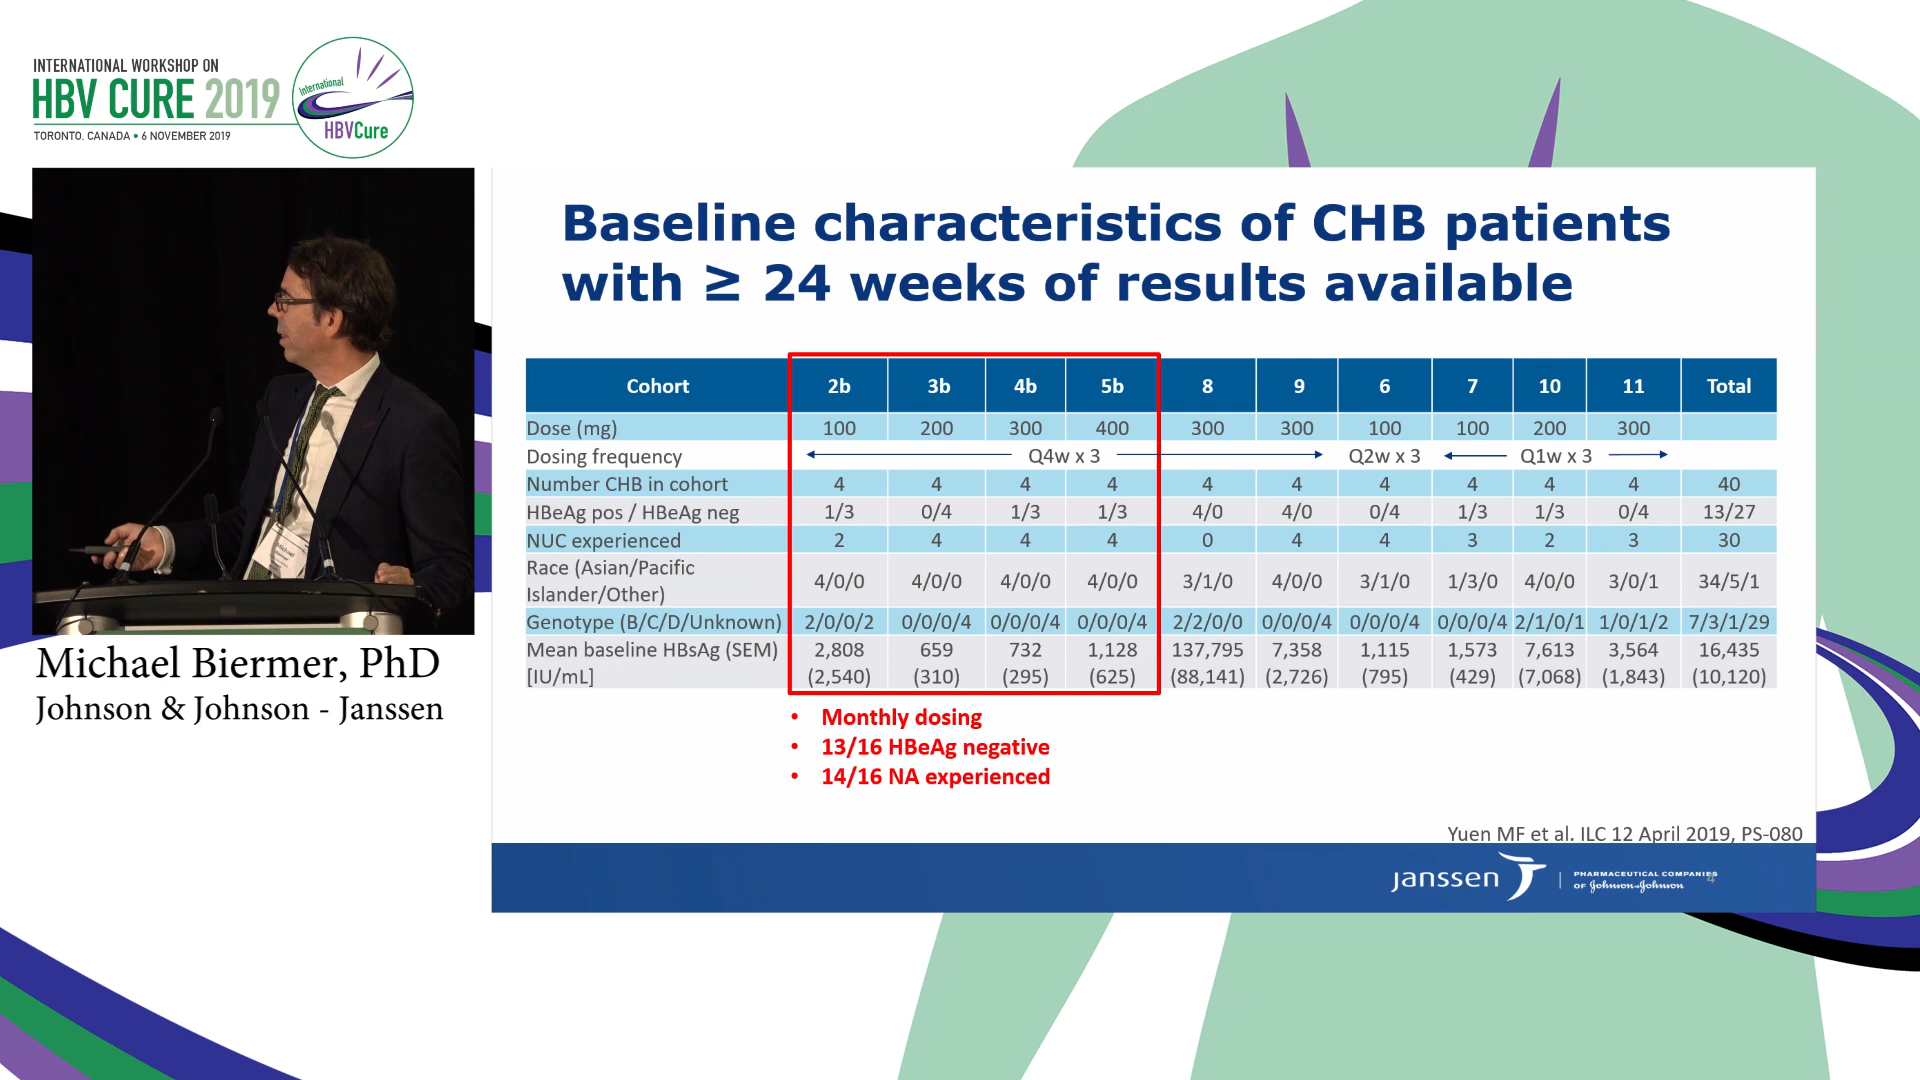 INTERNATIONAL WORKSHOP ON
HBV CURE 2019
TORONTO, CANADA • 6 NOVEMBER 2019
International
HBVCure
Michael Biermer, PhD
Johnson & Johnson - Janssen
Baseline characteristics of CHB patients
with ≥ 24 weeks of results available
Cohort 2b 3b 4b 5b 8 9 6 7 10 11 Total
Dose (mg) 100 200 300 400 300 300 100 100 200 300
Dosing frequency Q4w x 3 Q2w x 3 Q1w x 3
Number CHB in cohort 4 4 4 4 4 4 4 4 4 4 40
HBeAg pos / HBeAg neg 1/3 0/4 1/3 1/3 4/0 4/0 0/4 1/3 1/3 0/4 13/27
NUC experienced 2 4 4 4 0 4 4 3 2 3 30
Race (Asian/Pacific
Islander/Other) 4/0/0 4/0/0 4/0/0 4/0/0 3/1/0 4/0/0 3/1/0 1/3/0 4/0/0 3/0/1 34/5/1
Genotype (B/C/D/Unknown) 2/0/0/2 0/0/0/4 0/0/0/4 0/0/0/4 2/2/0/0 0/0/0/4 0/0/0/4 0/0/0/4 2/1/0/1 1/0/1/2 7/3/1/29
Mean baseline HBsAg (SEM) 2,808 659 732 1,128 137,795 7,358 1,115 1,573 7,613 3,564 16,435
[IU/mL] (2,540) (310) (295) (625) (88,141) (2,726) (795) (429) (7,068) (1,843) (10,120)
• Monthly dosing
• 13/16 HBeAg negative
• 14/16 NA experienced
Yuen MF et al. ILC 12 April 2019, PS-080
janssen
PHARMACEUTICAL COMPANIES
OF Johnson & Johnson
4